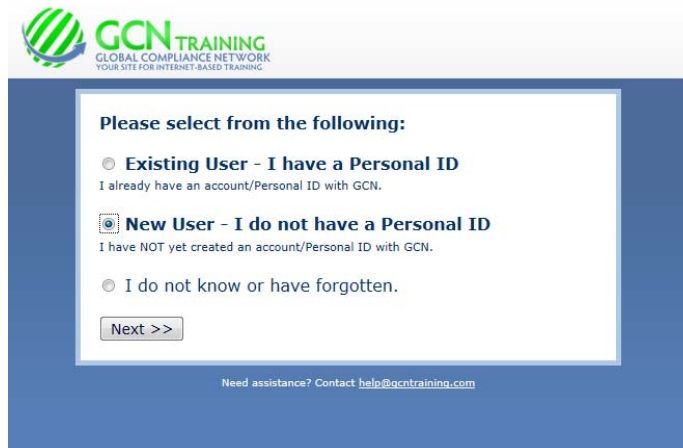 GCN TRAINING
GLOBAL COMPLIANCE NETWORK
YOUR SITE FOR INTERNET-BASED TRAINING
Please select from the following:
Existing User - I have a Personal ID
I already have an account/Personal ID with GCN.
New User - I do not have a Personal ID
I have NOT yet created an account/Personal ID with GCN.
I do not know or have forgotten.
Next >>
Need assistance? Contact help@gcntraining.com